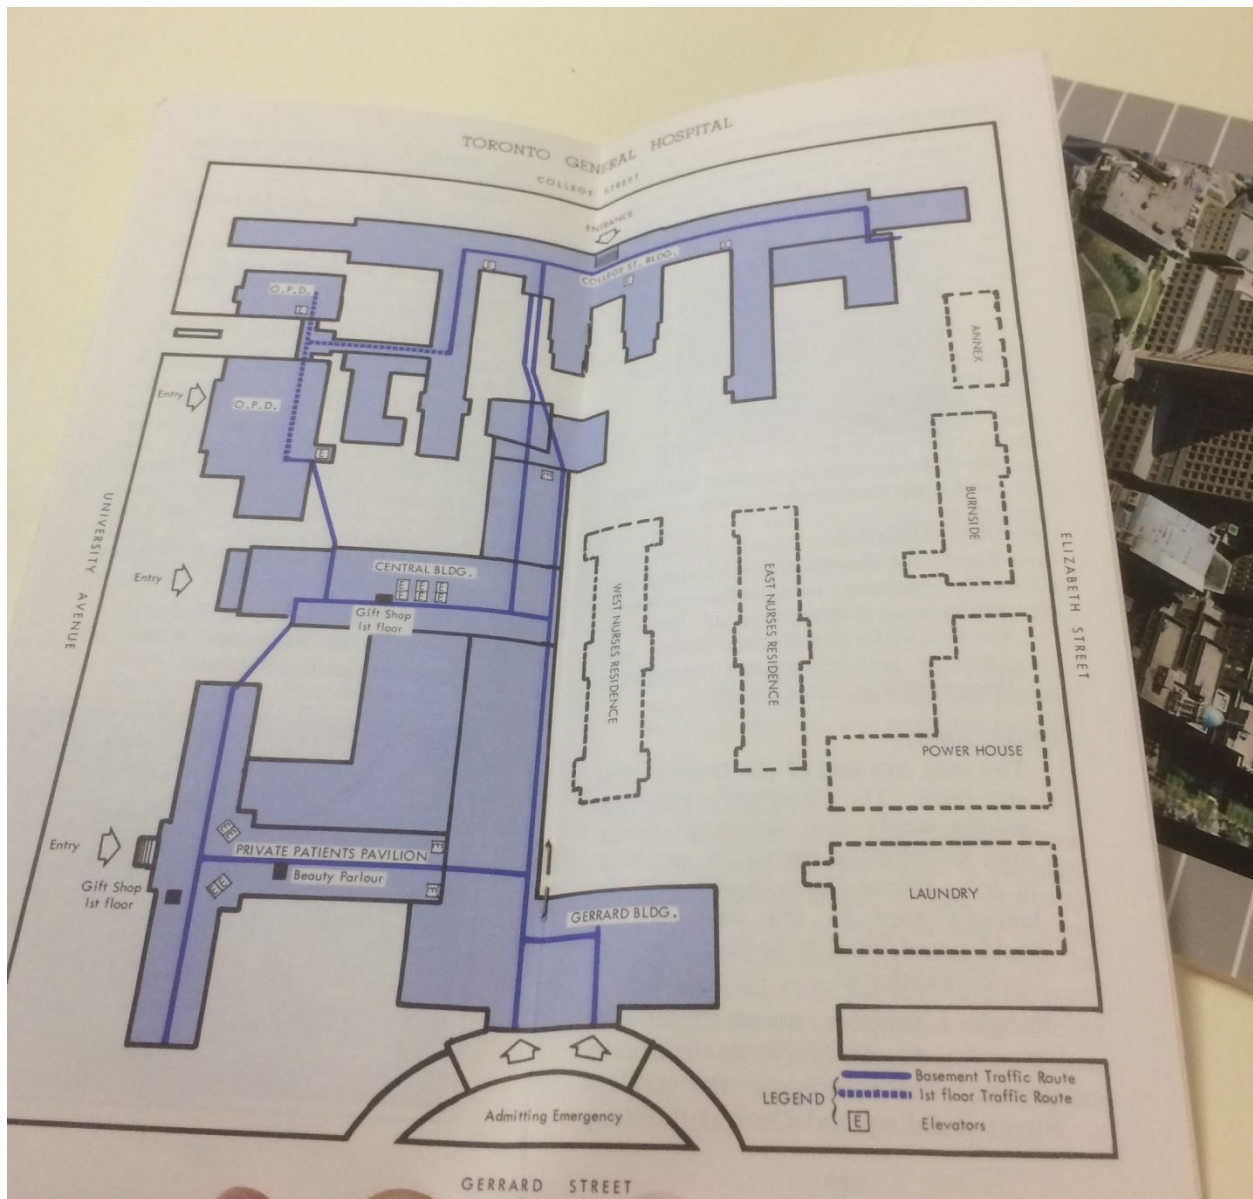 TORONTO GENERAL HOSPITAL
COLLEGE STREET
ENTRANCE
COLLEGE ST. BLDG.
E
E
E
O.P.D.
E
ANNEX
Entry
O.P.D.
E
E
BURNSIDE
UNIVERSITY AVENUE
ELIZABETH STREET
Entry
CENTRAL BLDG.
E E E
E E E
Gift Shop
1st floor
WEST NURSES RESIDENCE
EAST NURSES RESIDENCE
POWER HOUSE
Entry
E E
E
PRIVATE PATIENTS PAVILION
Beauty Parlour
E E
E
Gift Shop
1st floor
GERRARD BLDG.
LAUNDRY
Admitting Emergency
LEGEND
Basement Traffic Route
1st floor Traffic Route
E Elevators
GERRARD STREET